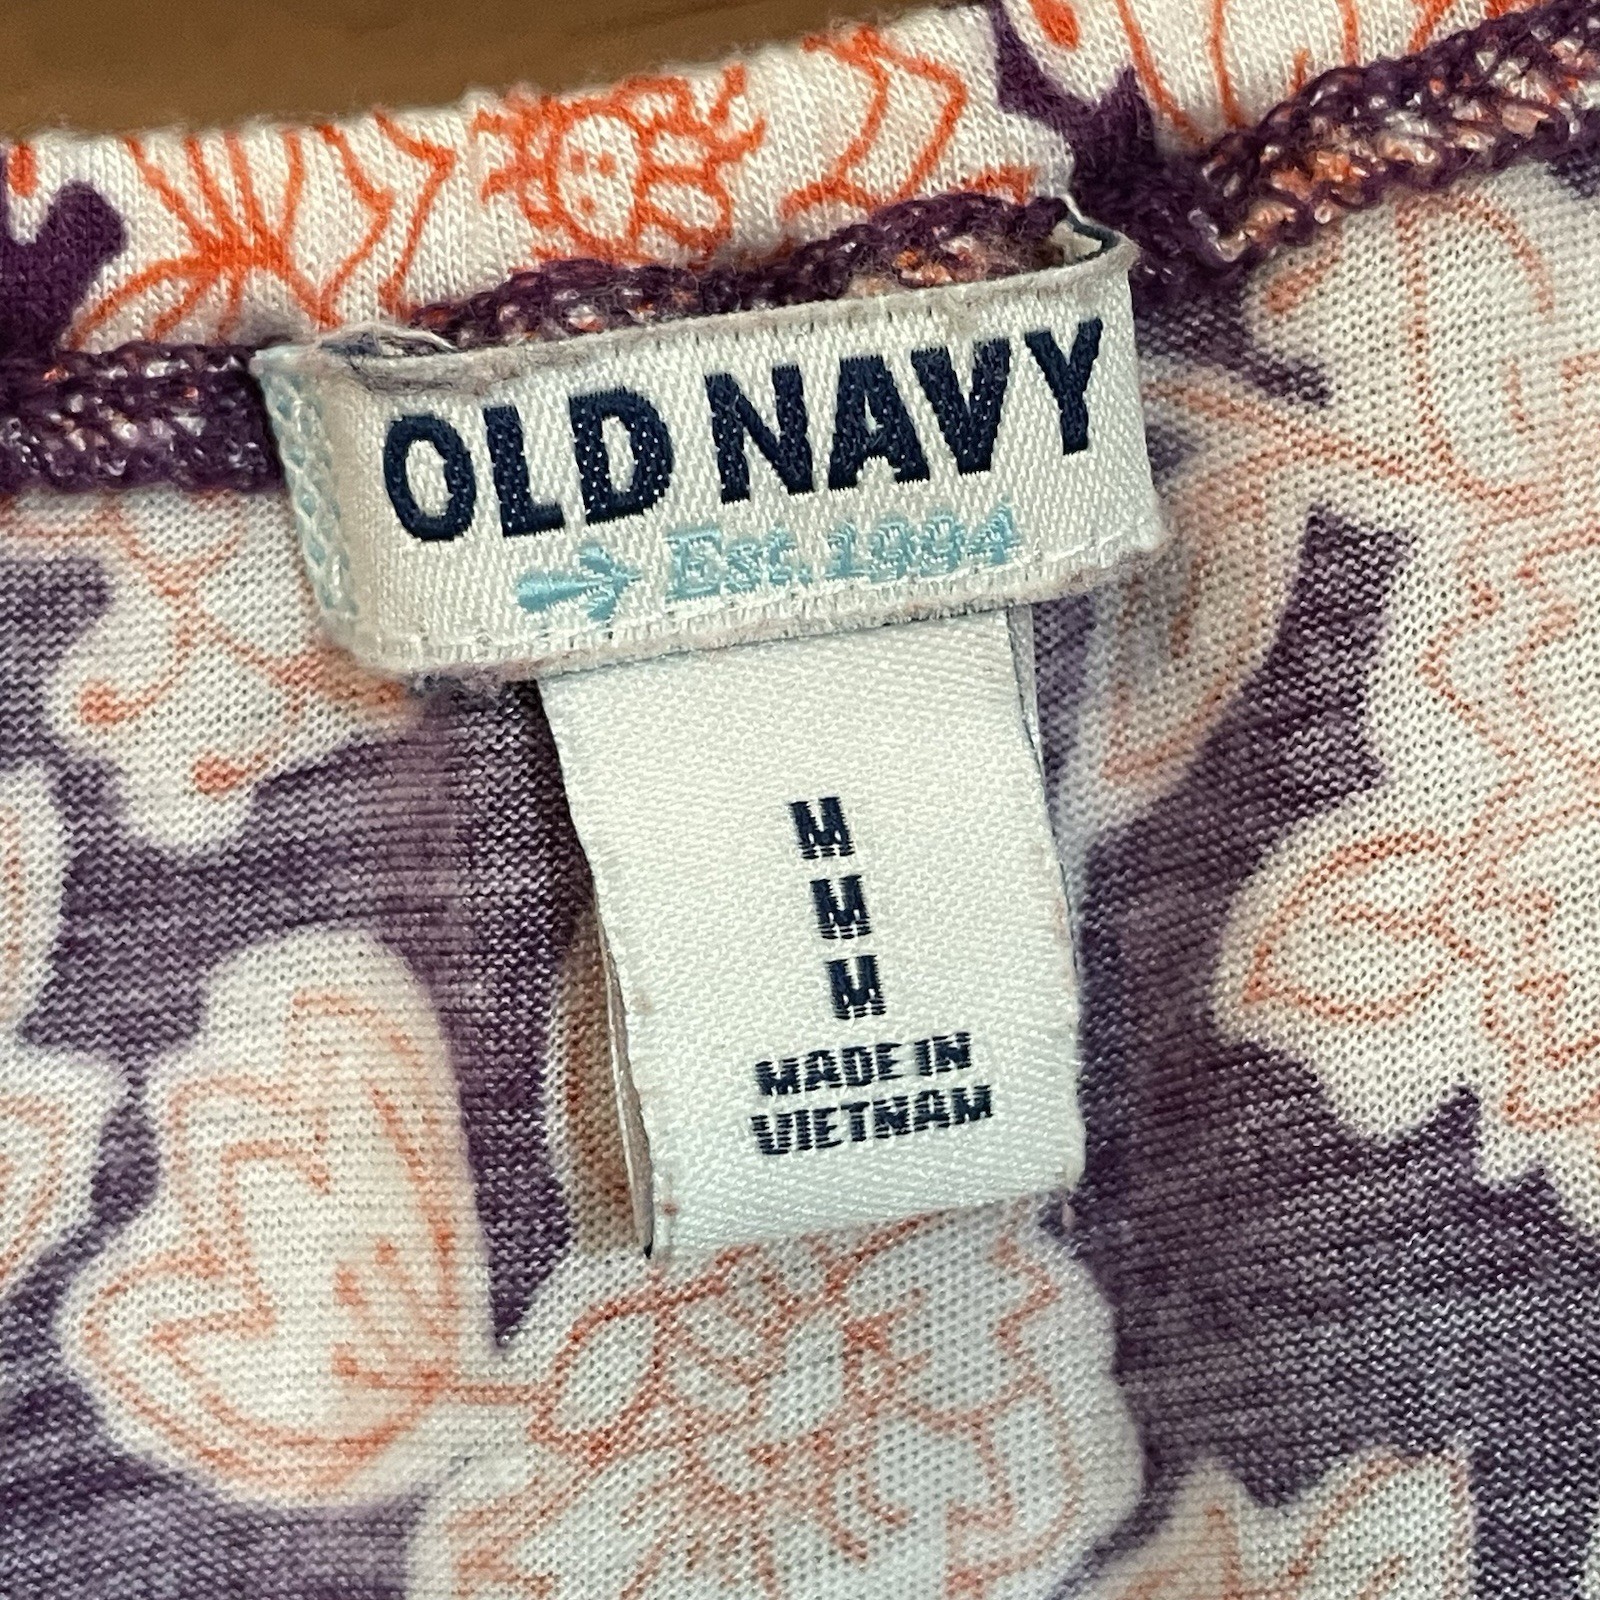 OLD NAVY
Est. 1994
M
M
M
MADE IN
VIETNAM